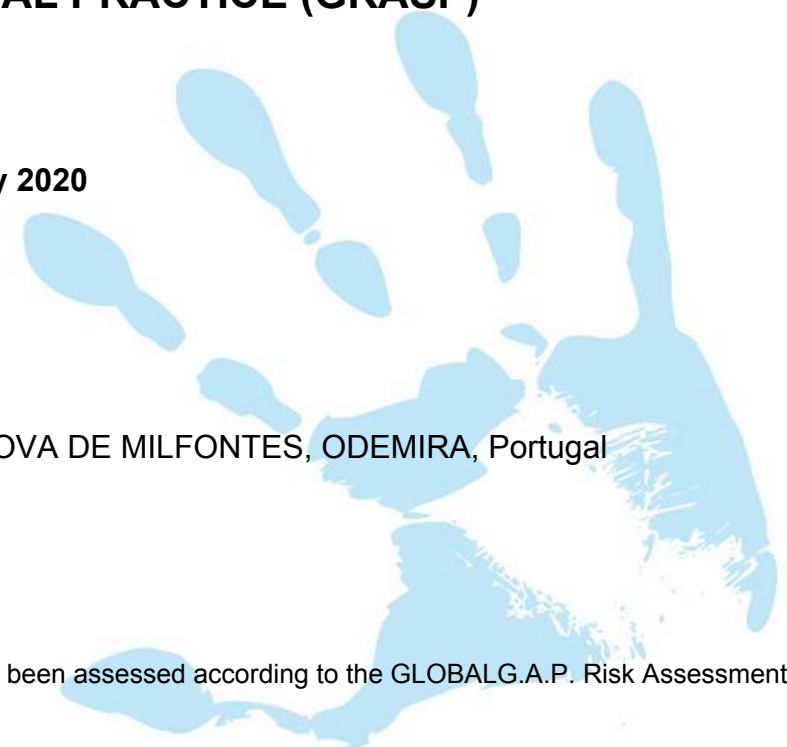 AL PRACTICE (GRASP)
y 2020
OVA DE MILFONTES, ODEMIRA, Portugal
been assessed according to the GLOBALG.A.P. Risk Assessment